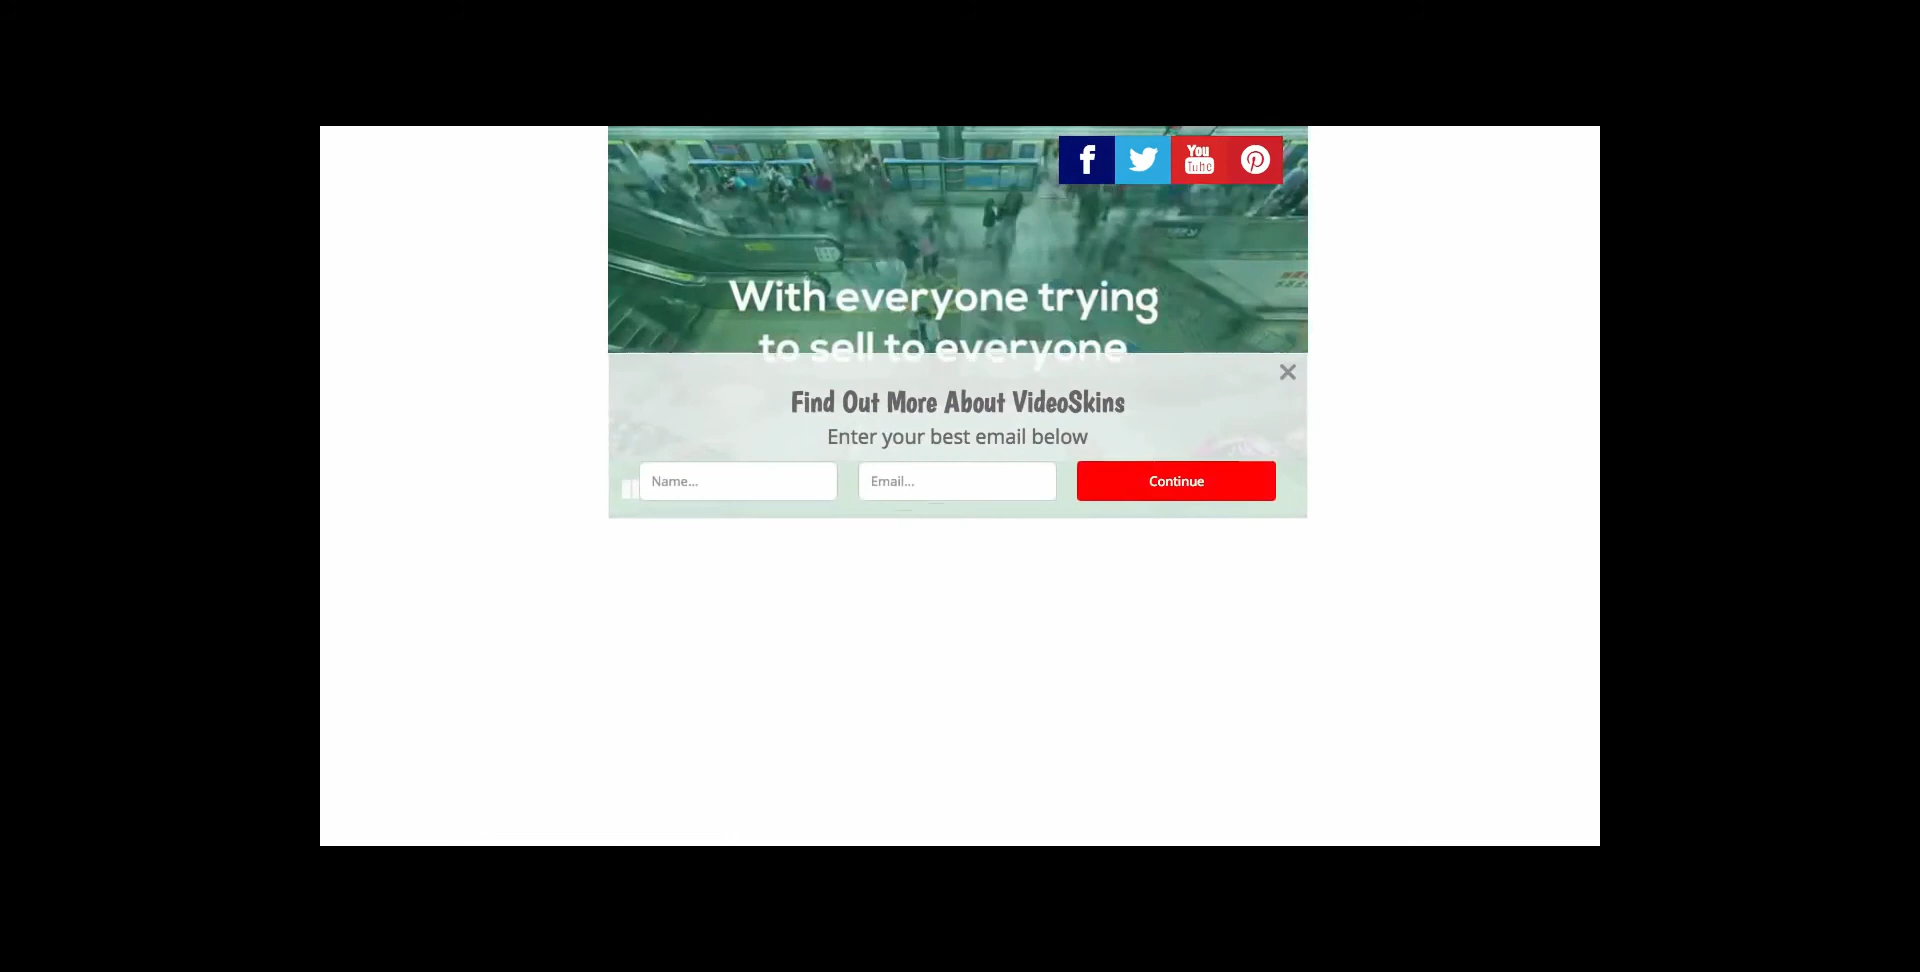 You
Tube
With everyone trying
to sell to everyone
Find Out More About VideoSkins
Enter your best email below
Name...
Email...
Continue